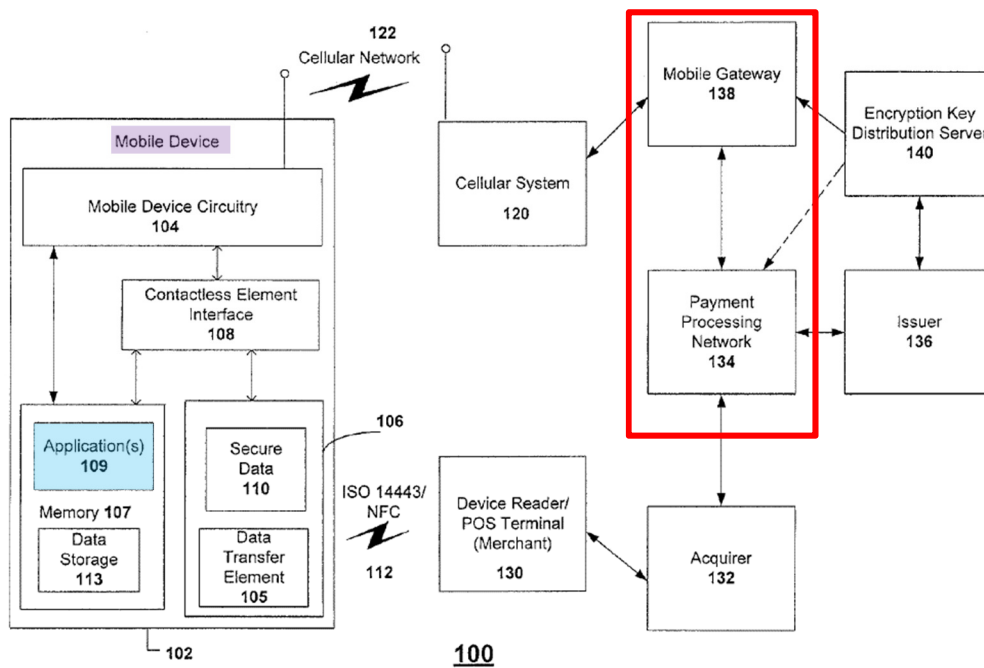 122
Cellular Network
Mobile Device
Mobile Device Circuitry
104
Contactless Element
Interface
108
Application(s)
109
Memory 107
Data
Storage
113
106
Secure
Data
110
Data
Transfer
Element
105
102
Cellular System
120
ISO 14443/
NFC
112
Device Reader/
POS Terminal
(Merchant)
130
Mobile Gateway
138
Encryption Key
Distribution Server
140
Payment
Processing
Network
134
Issuer
136
Acquirer
132
100